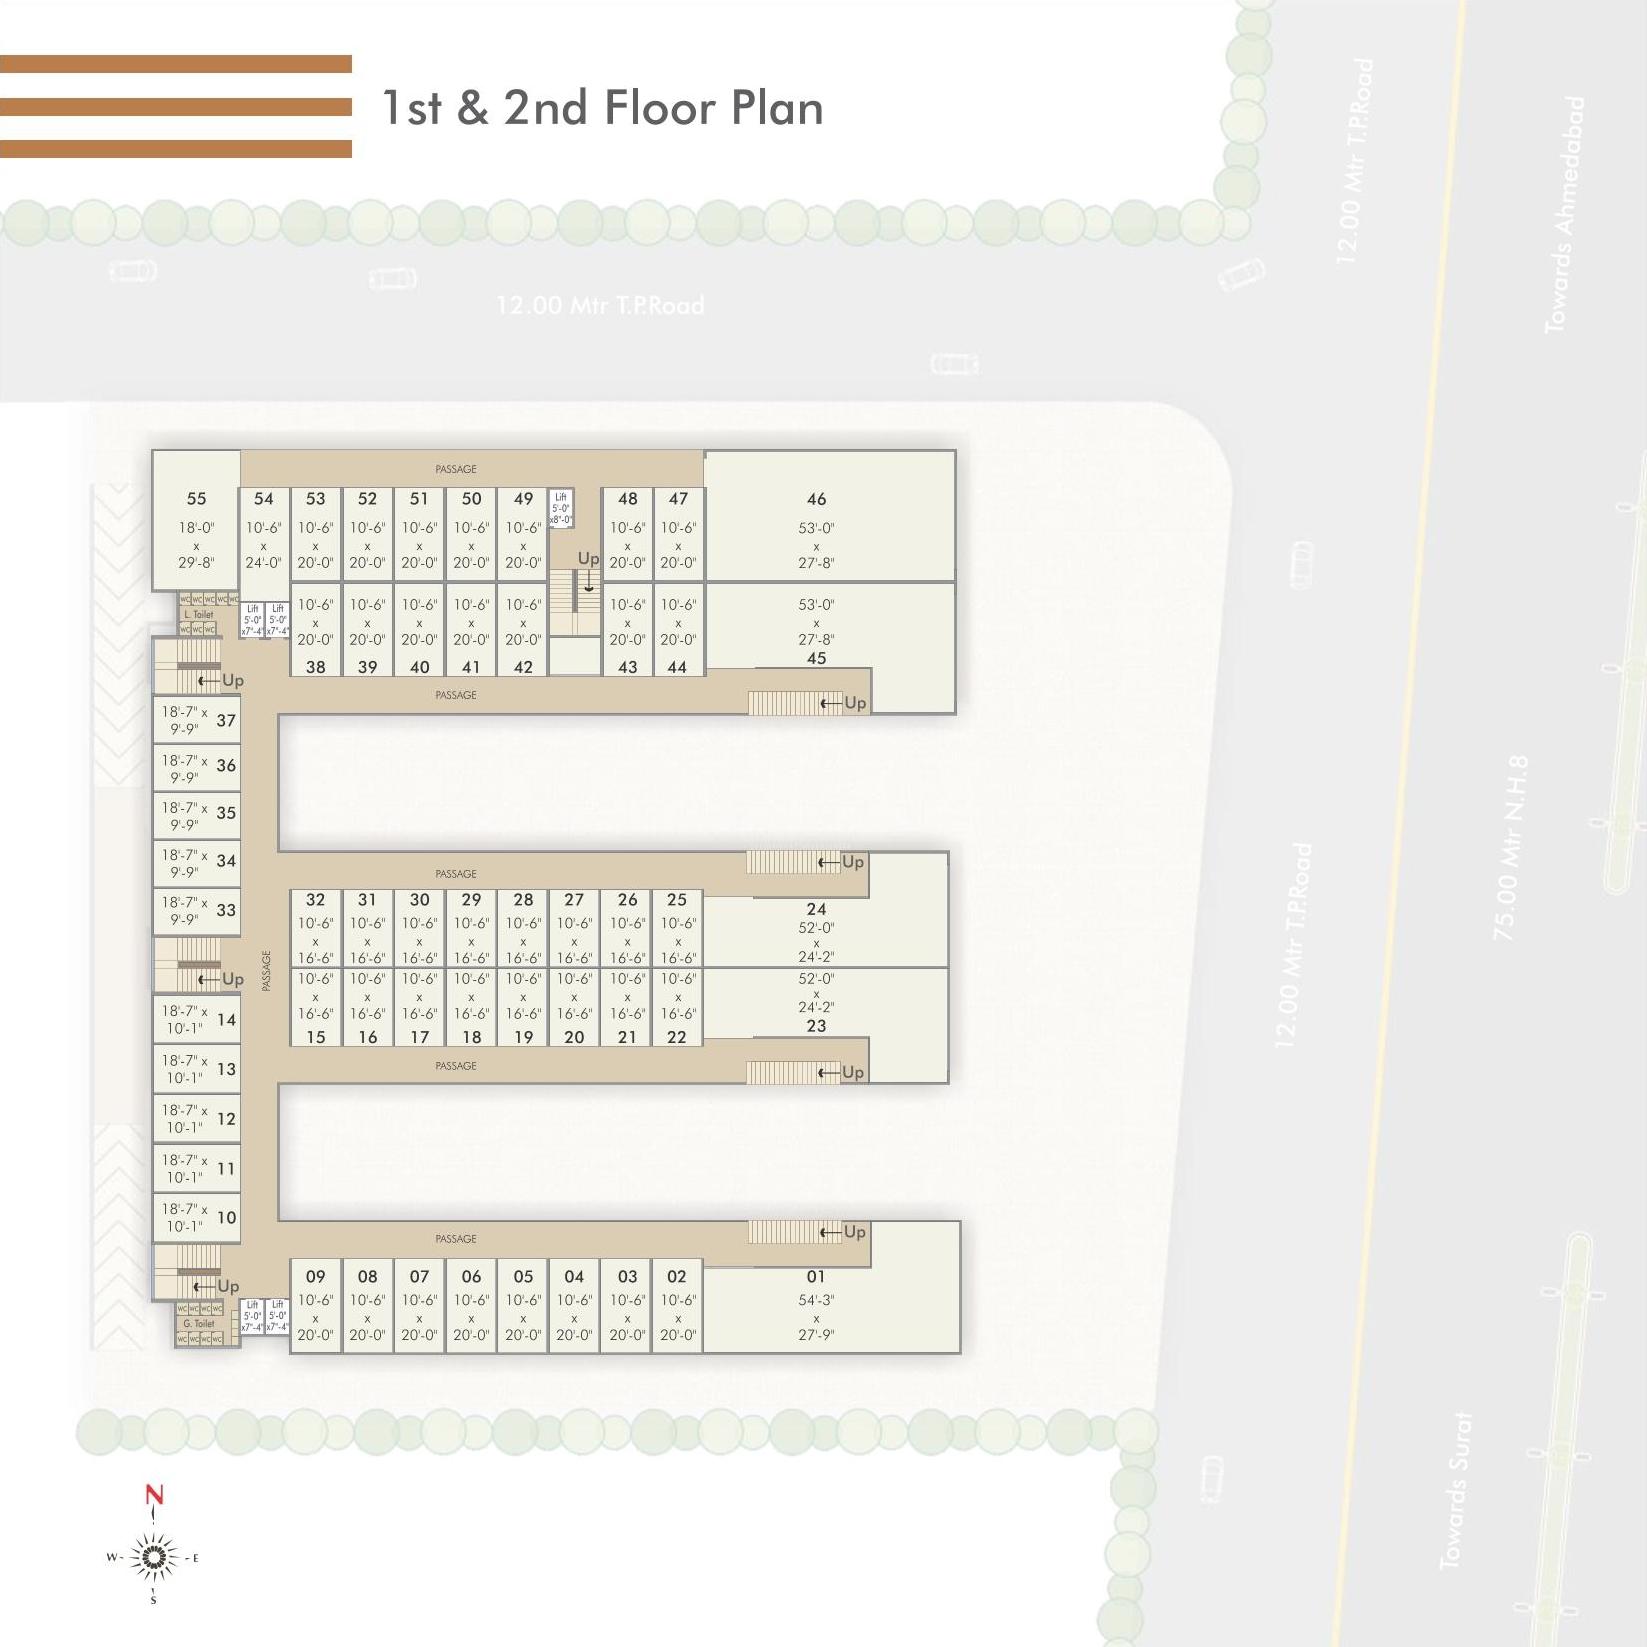 1st & 2nd Floor Plan
12.00 Mtr T.P.Road
Towards Ahmedabad
12.00 Mtr T.P.Road
PASSAGE
55
18'-0"
x
29'-8"
54
10'-6"
x
24'-0"
53
10'-6"
x
20'-0"
52
10'-6"
x
20'-0"
51
10'-6"
x
20'-0"
50
10'-6"
x
20'-0"
49
10'-6"
x
20'-0"
Lift
5'-0"
x8'-0"
Up
48
10'-6"
x
20'-0"
47
10'-6"
x
20'-0"
46
53'-0"
x
27'-8"
WC WC WC WC WC
L. Toilet
WC WC WC
Lift
5'-0"
x7'-4"
Lift
5'-0"
x7'-4"
10'-6"
x
20'-0"
38
10'-6"
x
20'-0"
39
10'-6"
x
20'-0"
40
10'-6"
x
20'-0"
41
10'-6"
x
20'-0"
42
10'-6"
x
20'-0"
43
10'-6"
x
20'-0"
44
53'-0"
x
27'-8"
45
Up
PASSAGE
Up
18'-7" x
9'-9"
37
18'-7" x
9'-9"
36
18'-7" x
9'-9"
35
18'-7" x
9'-9"
34
18'-7" x
9'-9"
33
PASSAGE
Up
32
10'-6"
x
16'-6"
31
10'-6"
x
16'-6"
30
10'-6"
x
16'-6"
29
10'-6"
x
16'-6"
28
10'-6"
x
16'-6"
27
10'-6"
x
16'-6"
26
10'-6"
x
16'-6"
25
10'-6"
x
16'-6"
24
52'-0"
x
24'-2"
Up
PASSAGE
10'-6"
x
16'-6"
15
10'-6"
x
16'-6"
16
10'-6"
x
16'-6"
17
10'-6"
x
16'-6"
18
10'-6"
x
16'-6"
19
10'-6"
x
16'-6"
20
10'-6"
x
16'-6"
21
10'-6"
x
16'-6"
22
52'-0"
x
24'-2"
23
PASSAGE
Up
18'-7" x
10'-1"
14
18'-7" x
10'-1"
13
18'-7" x
10'-1"
12
18'-7" x
10'-1"
11
18'-7" x
10'-1"
10
PASSAGE
Up
Up
WC WC WC WC
G. Toilet
WC WC WC WC
Lift
5'-0"
x7'-4"
Lift
5'-0"
x7'-4"
09
10'-6"
x
20'-0"
08
10'-6"
x
20'-0"
07
10'-6"
x
20'-0"
06
10'-6"
x
20'-0"
05
10'-6"
x
20'-0"
04
10'-6"
x
20'-0"
03
10'-6"
x
20'-0"
02
10'-6"
x
20'-0"
01
54'-3"
x
27'-9"
12.00 Mtr T.P.Road
75.00 Mtr N.H.8
Towards Surat
N
W
E
S